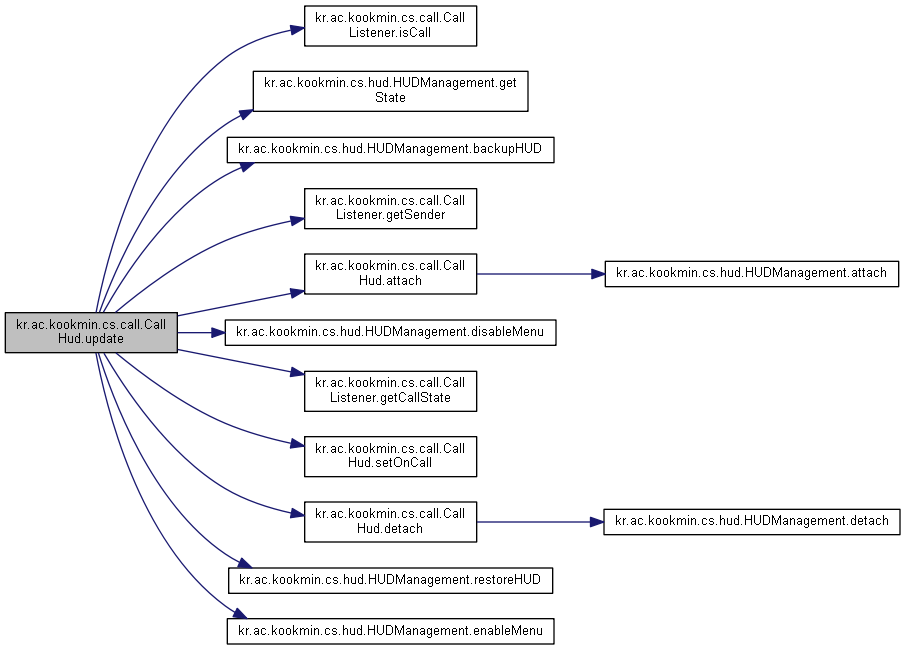 kr.ac.kookmin.cs.call.Call
Listener.isCall
kr.ac.kookmin.cs.hud.HUDManagement.get
State
kr.ac.kookmin.cs.hud.HUDManagement.backupHUD
kr.ac.kookmin.cs.call.Call
Listener.getSender
kr.ac.kookmin.cs.call.Call
Hud.attach
kr.ac.kookmin.cs.hud.HUDManagement.attach
kr.ac.kookmin.cs.call.Call
Hud.update
kr.ac.kookmin.cs.hud.HUDManagement.disableMenu
kr.ac.kookmin.cs.call.Call
Listener.getCallState
kr.ac.kookmin.cs.call.Call
Hud.setOnCall
kr.ac.kookmin.cs.call.Call
Hud.detach
kr.ac.kookmin.cs.hud.HUDManagement.detach
kr.ac.kookmin.cs.hud.HUDManagement.restoreHUD
kr.ac.kookmin.cs.hud.HUDManagement.enableMenu